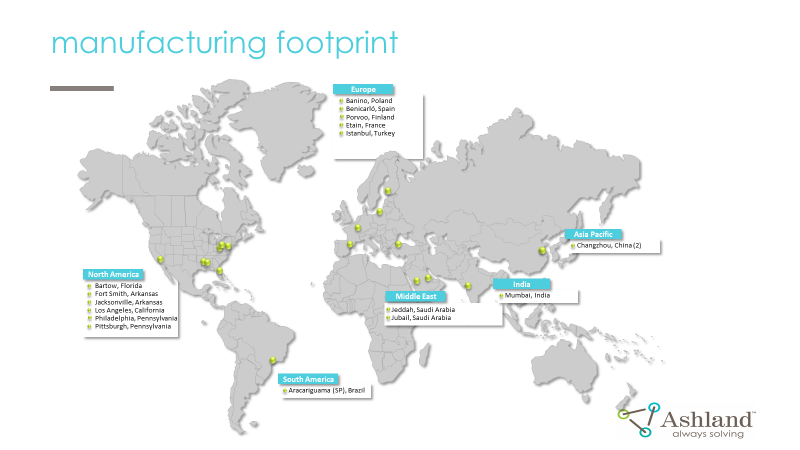 manufacturing footprint
Europe
Banino, Poland
Benicarló, Spain
Porvoo, Finland
Etain, France
Istanbul, Turkey
Asia Pacific
Changzhou, China (2)
North America
Bartow, Florida
Fort Smith, Arkansas
Jacksonville, Arkansas
Los Angeles, California
Philadelphia, Pennsylvania
Pittsburgh, Pennsylvania
India
Mumbai, India
Middle East
Jeddah, Saudi Arabia
Jubail, Saudi Arabia
South America
Aracariguama (SP), Brazil
Ashland™
always solving